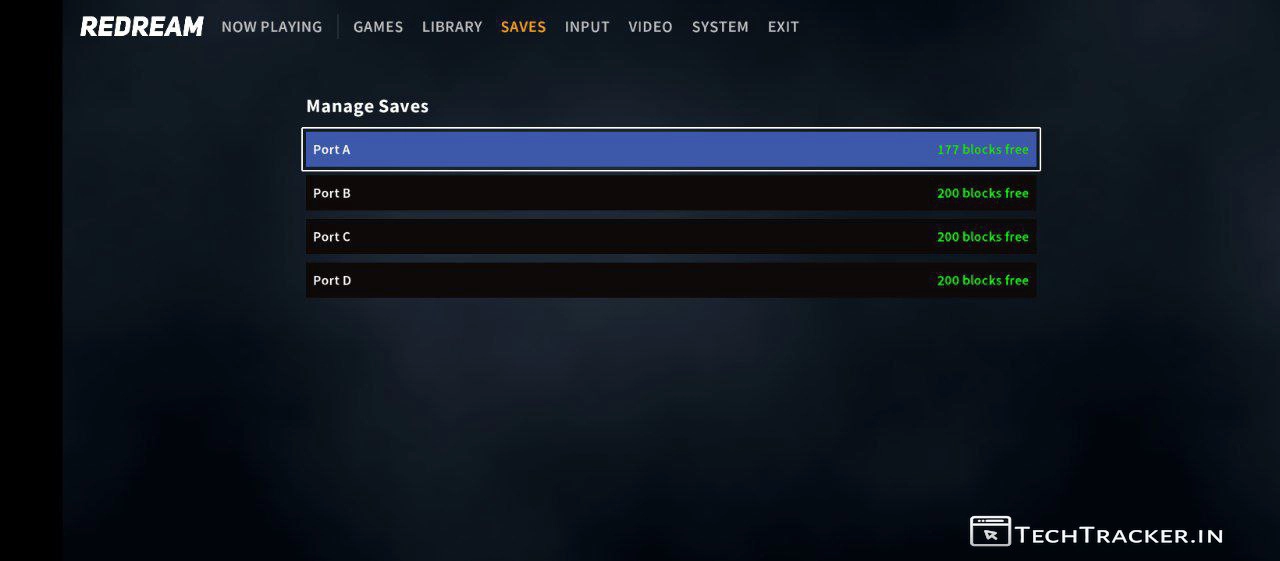 REDREAM NOW PLAYING GAMES LIBRARY SAVES INPUT VIDEO SYSTEM EXIT
Manage Saves
Port A 177 blocks free
Port B 200 blocks free
Port C 200 blocks free
Port D 200 blocks free
TECHTRACKER.IN